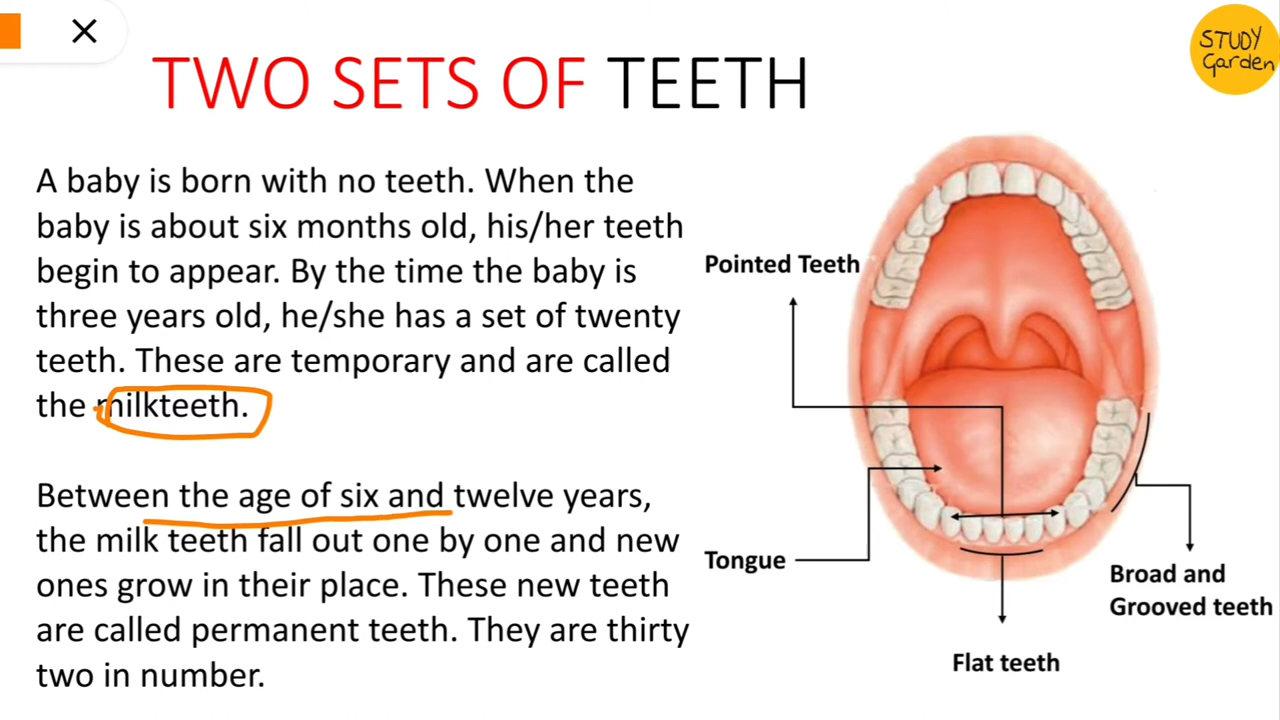 STUDY
Garden
TWO SETS OF TEETH
A baby is born with no teeth. When the
baby is about six months old, his/her teeth
begin to appear. By the time the baby is
three years old, he/she has a set of twenty
teeth. These are temporary and are called
the milkteeth.
Between the age of six and twelve years,
the milk teeth fall out one by one and new
ones grow in their place. These new teeth
are called permanent teeth. They are thirty
two in number.
Pointed Teeth
Tongue
Broad and
Grooved teeth
Flat teeth